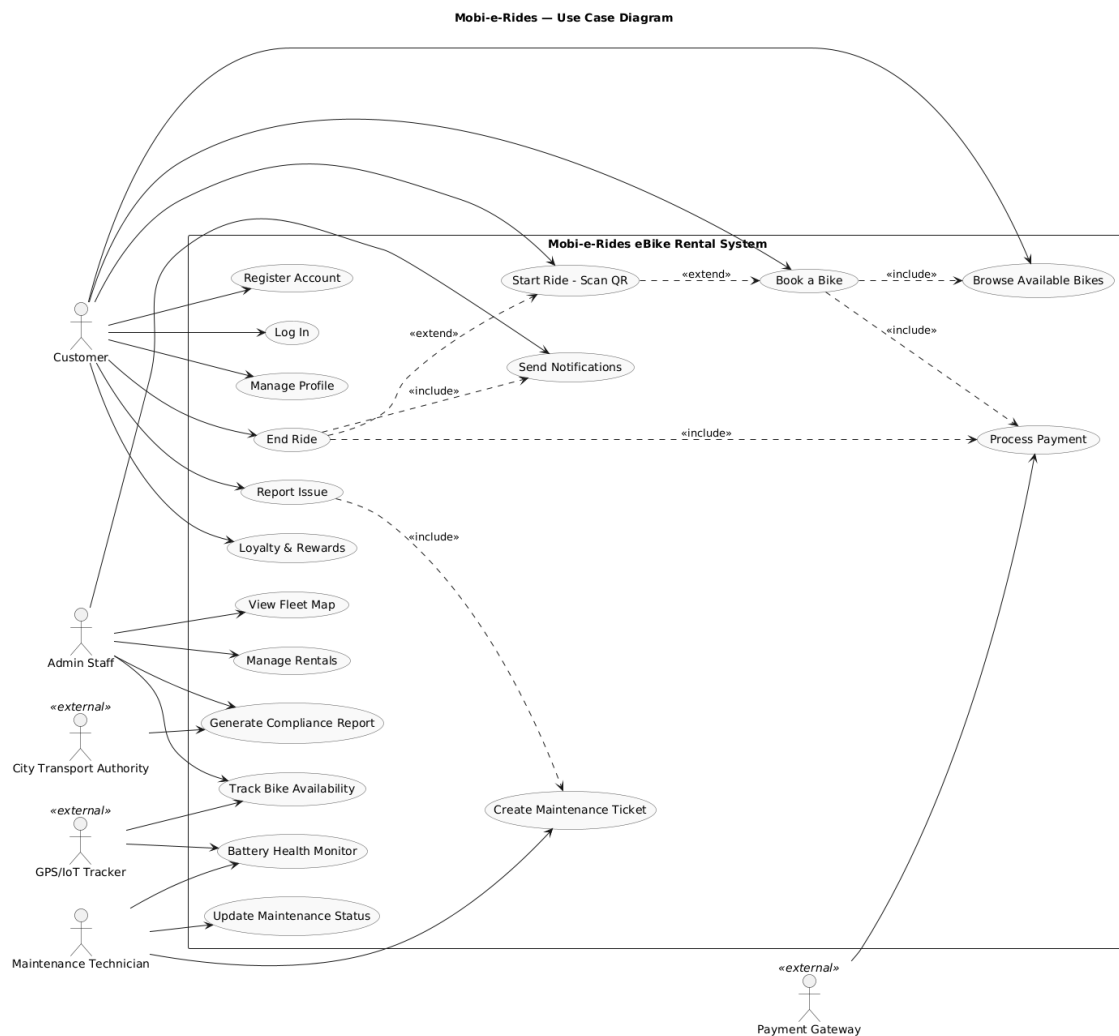 Mobi-e-Rides — Use Case Diagram
Mobi-e-Rides eBike Rental System
Register Account
Start Ride - Scan QR
«extend»
Book a Bike
«include»
Browse Available Bikes
Customer
Log In
«extend»
«include»
Send Notifications
Manage Profile
«include»
End Ride
«include»
Process Payment
Report Issue
«include»
Loyalty & Rewards
View Fleet Map
Admin Staff
Manage Rentals
«external»
City Transport Authority
Generate Compliance Report
Track Bike Availability
«external»
GPS/IoT Tracker
Create Maintenance Ticket
Battery Health Monitor
Update Maintenance Status
Maintenance Technician
«external»
Payment Gateway